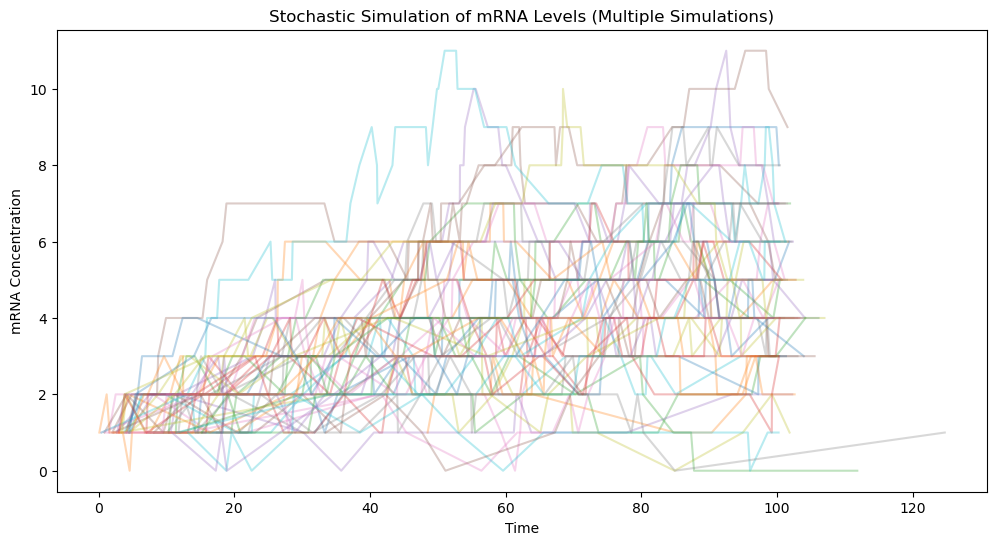 Stochastic Simulation of mRNA Levels (Multiple Simulations)
mRNA Concentration
10
8
6
4
2
0
0 20 40 60 80 100 120
Time